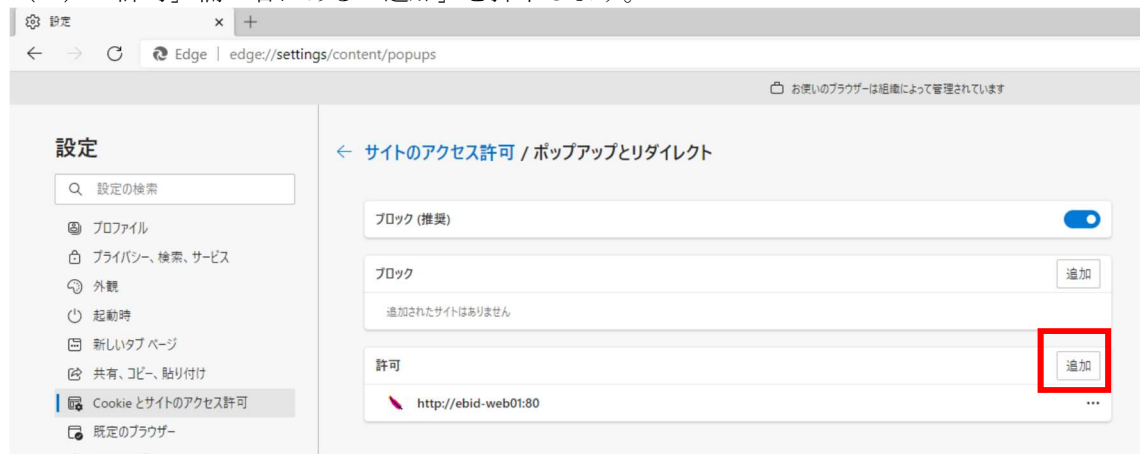 設定
Edge | edge://settings/content/popups
お使いのブラウザーは組織によって管理されています
設定
設定の検索
プロファイル
プライバシー、検索、サービス
外観
起動時
新しいタブ ページ
共有、コピー、貼り付け
Cookie とサイトのアクセス許可
既定のブラウザー
サイトのアクセス許可 / ポップアップとリダイレクト
ブロック (推奨)
ブロック
追加
追加されたサイトはありません
許可
追加
http://ebid-web01:80